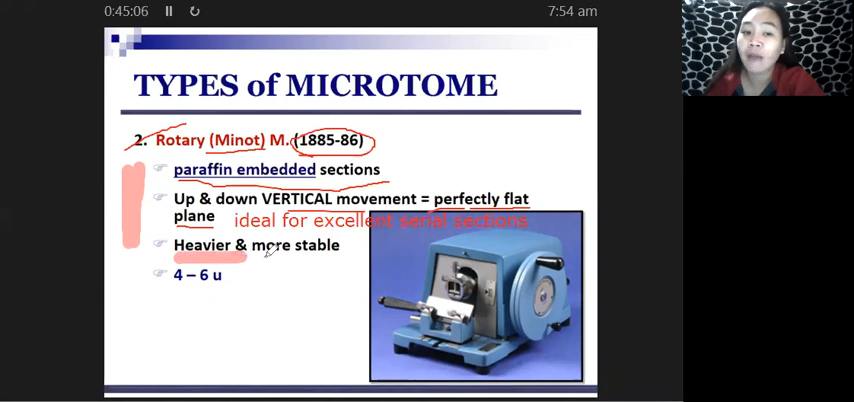 0:45:06
7:54 am
TYPES of MICROTOME
2. Rotary (Minot) M. (1885-86)
paraffin embedded sections
Up & down VERTICAL movement = perfectly flat
plane
ideal for excellent serial sections
Heavier & more stable
4 – 6 u